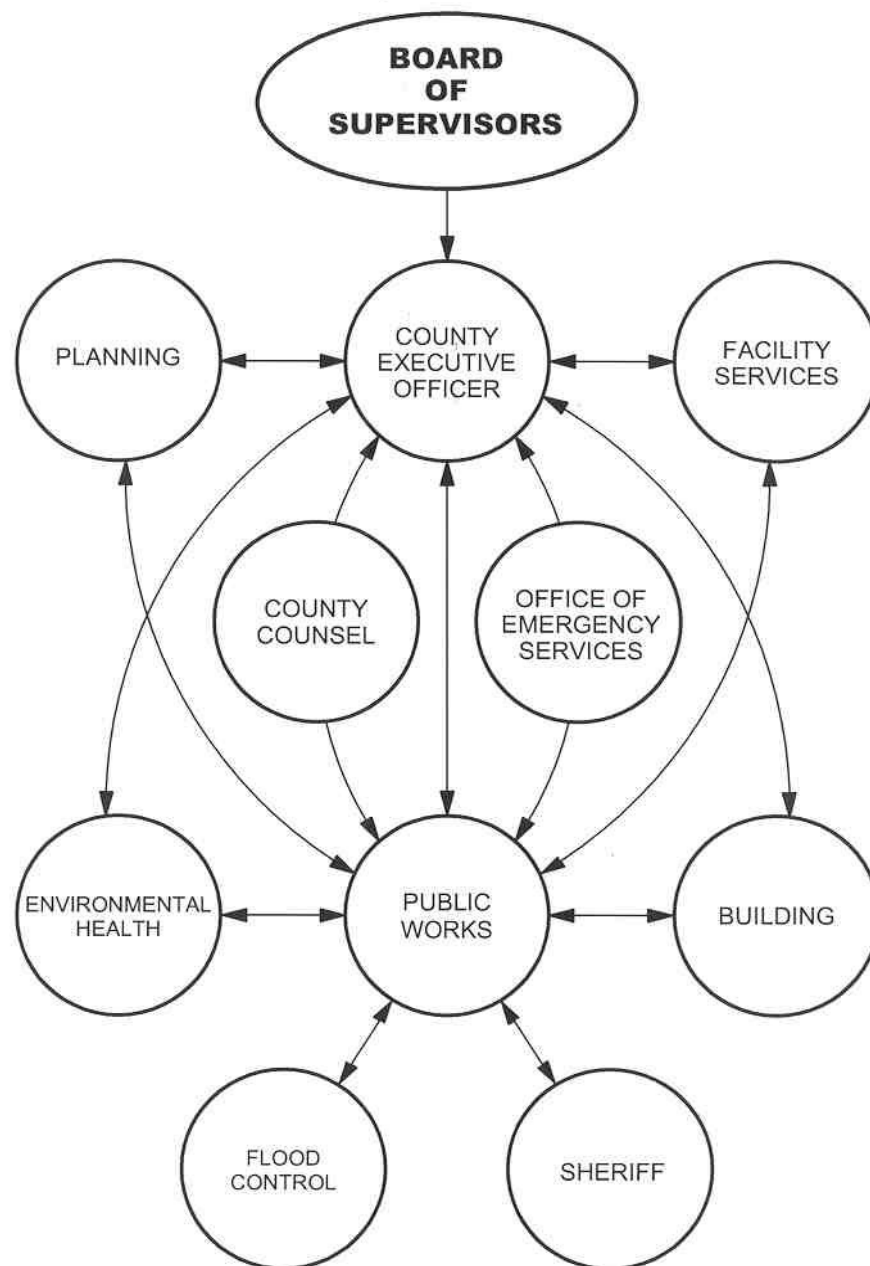 BOARD
OF
SUPERVISORS
PLANNING
COUNTY
EXECUTIVE
OFFICER
FACILITY
SERVICES
COUNTY
COUNSEL
OFFICE OF
EMERGENCY
SERVICES
ENVIRONMENTAL
HEALTH
PUBLIC
WORKS
BUILDING
FLOOD
CONTROL
SHERIFF